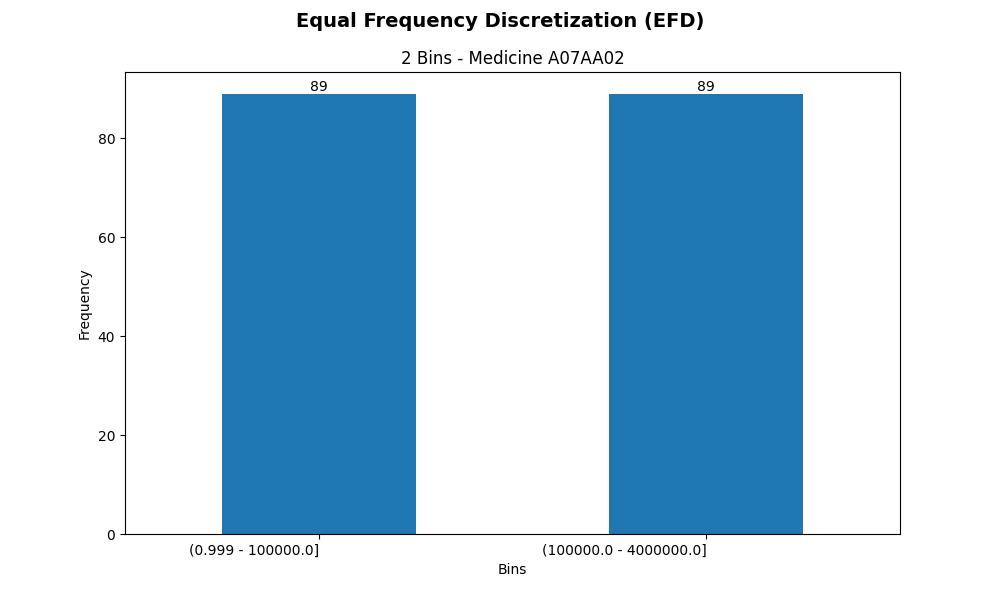 Equal Frequency Discretization (EFD)
2 Bins - Medicine A07AA02
89 89
80
60
40
20
0
Frequency
(0.999 - 100000.0] (100000.0 - 4000000.0]
Bins